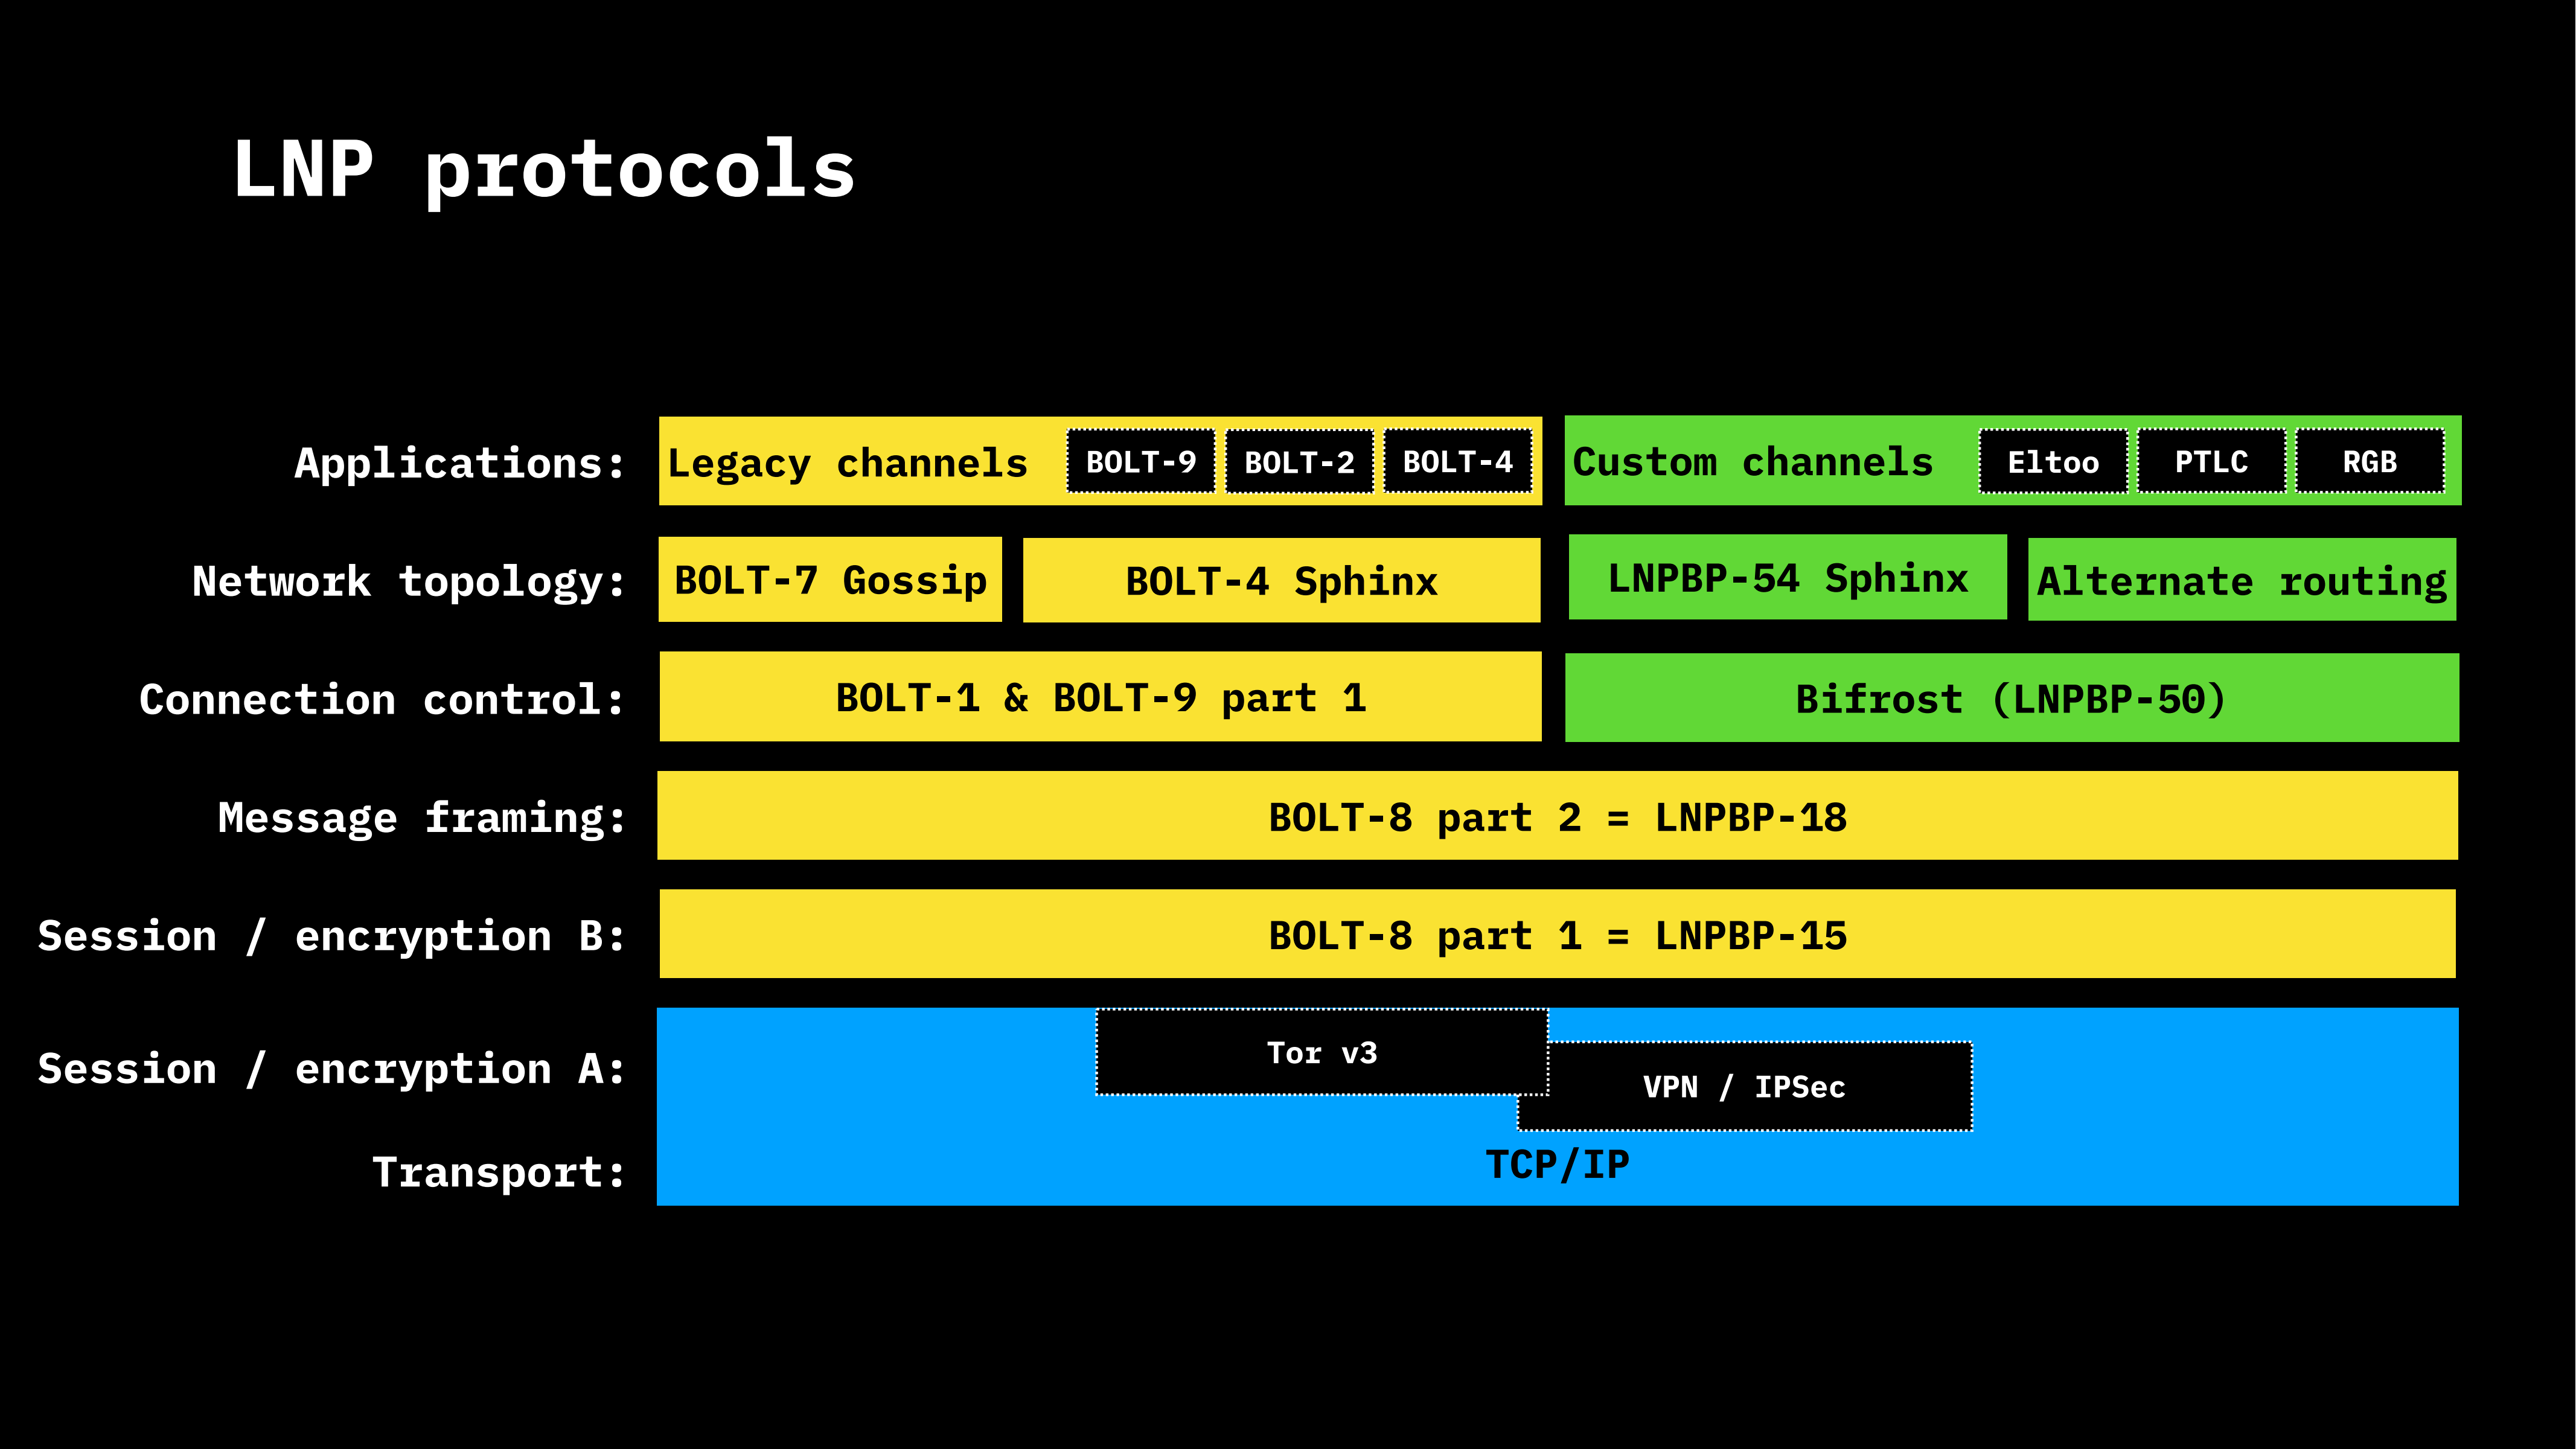 LNP protocols
Applications:
Legacy channels
BOLT-9
BOLT-2
BOLT-4
Custom channels
Eltoo
PTLC
RGB
Network topology:
BOLT-7 Gossip
BOLT-4 Sphinx
LNPBP-54 Sphinx
Alternate routing
Connection control:
BOLT-1 & BOLT-9 part 1
Bifrost (LNPBP-50)
Message framing:
BOLT-8 part 2 = LNPBP-18
Session / encryption B:
BOLT-8 part 1 = LNPBP-15
Session / encryption A:
Tor v3
VPN / IPSec
Transport:
TCP/IP